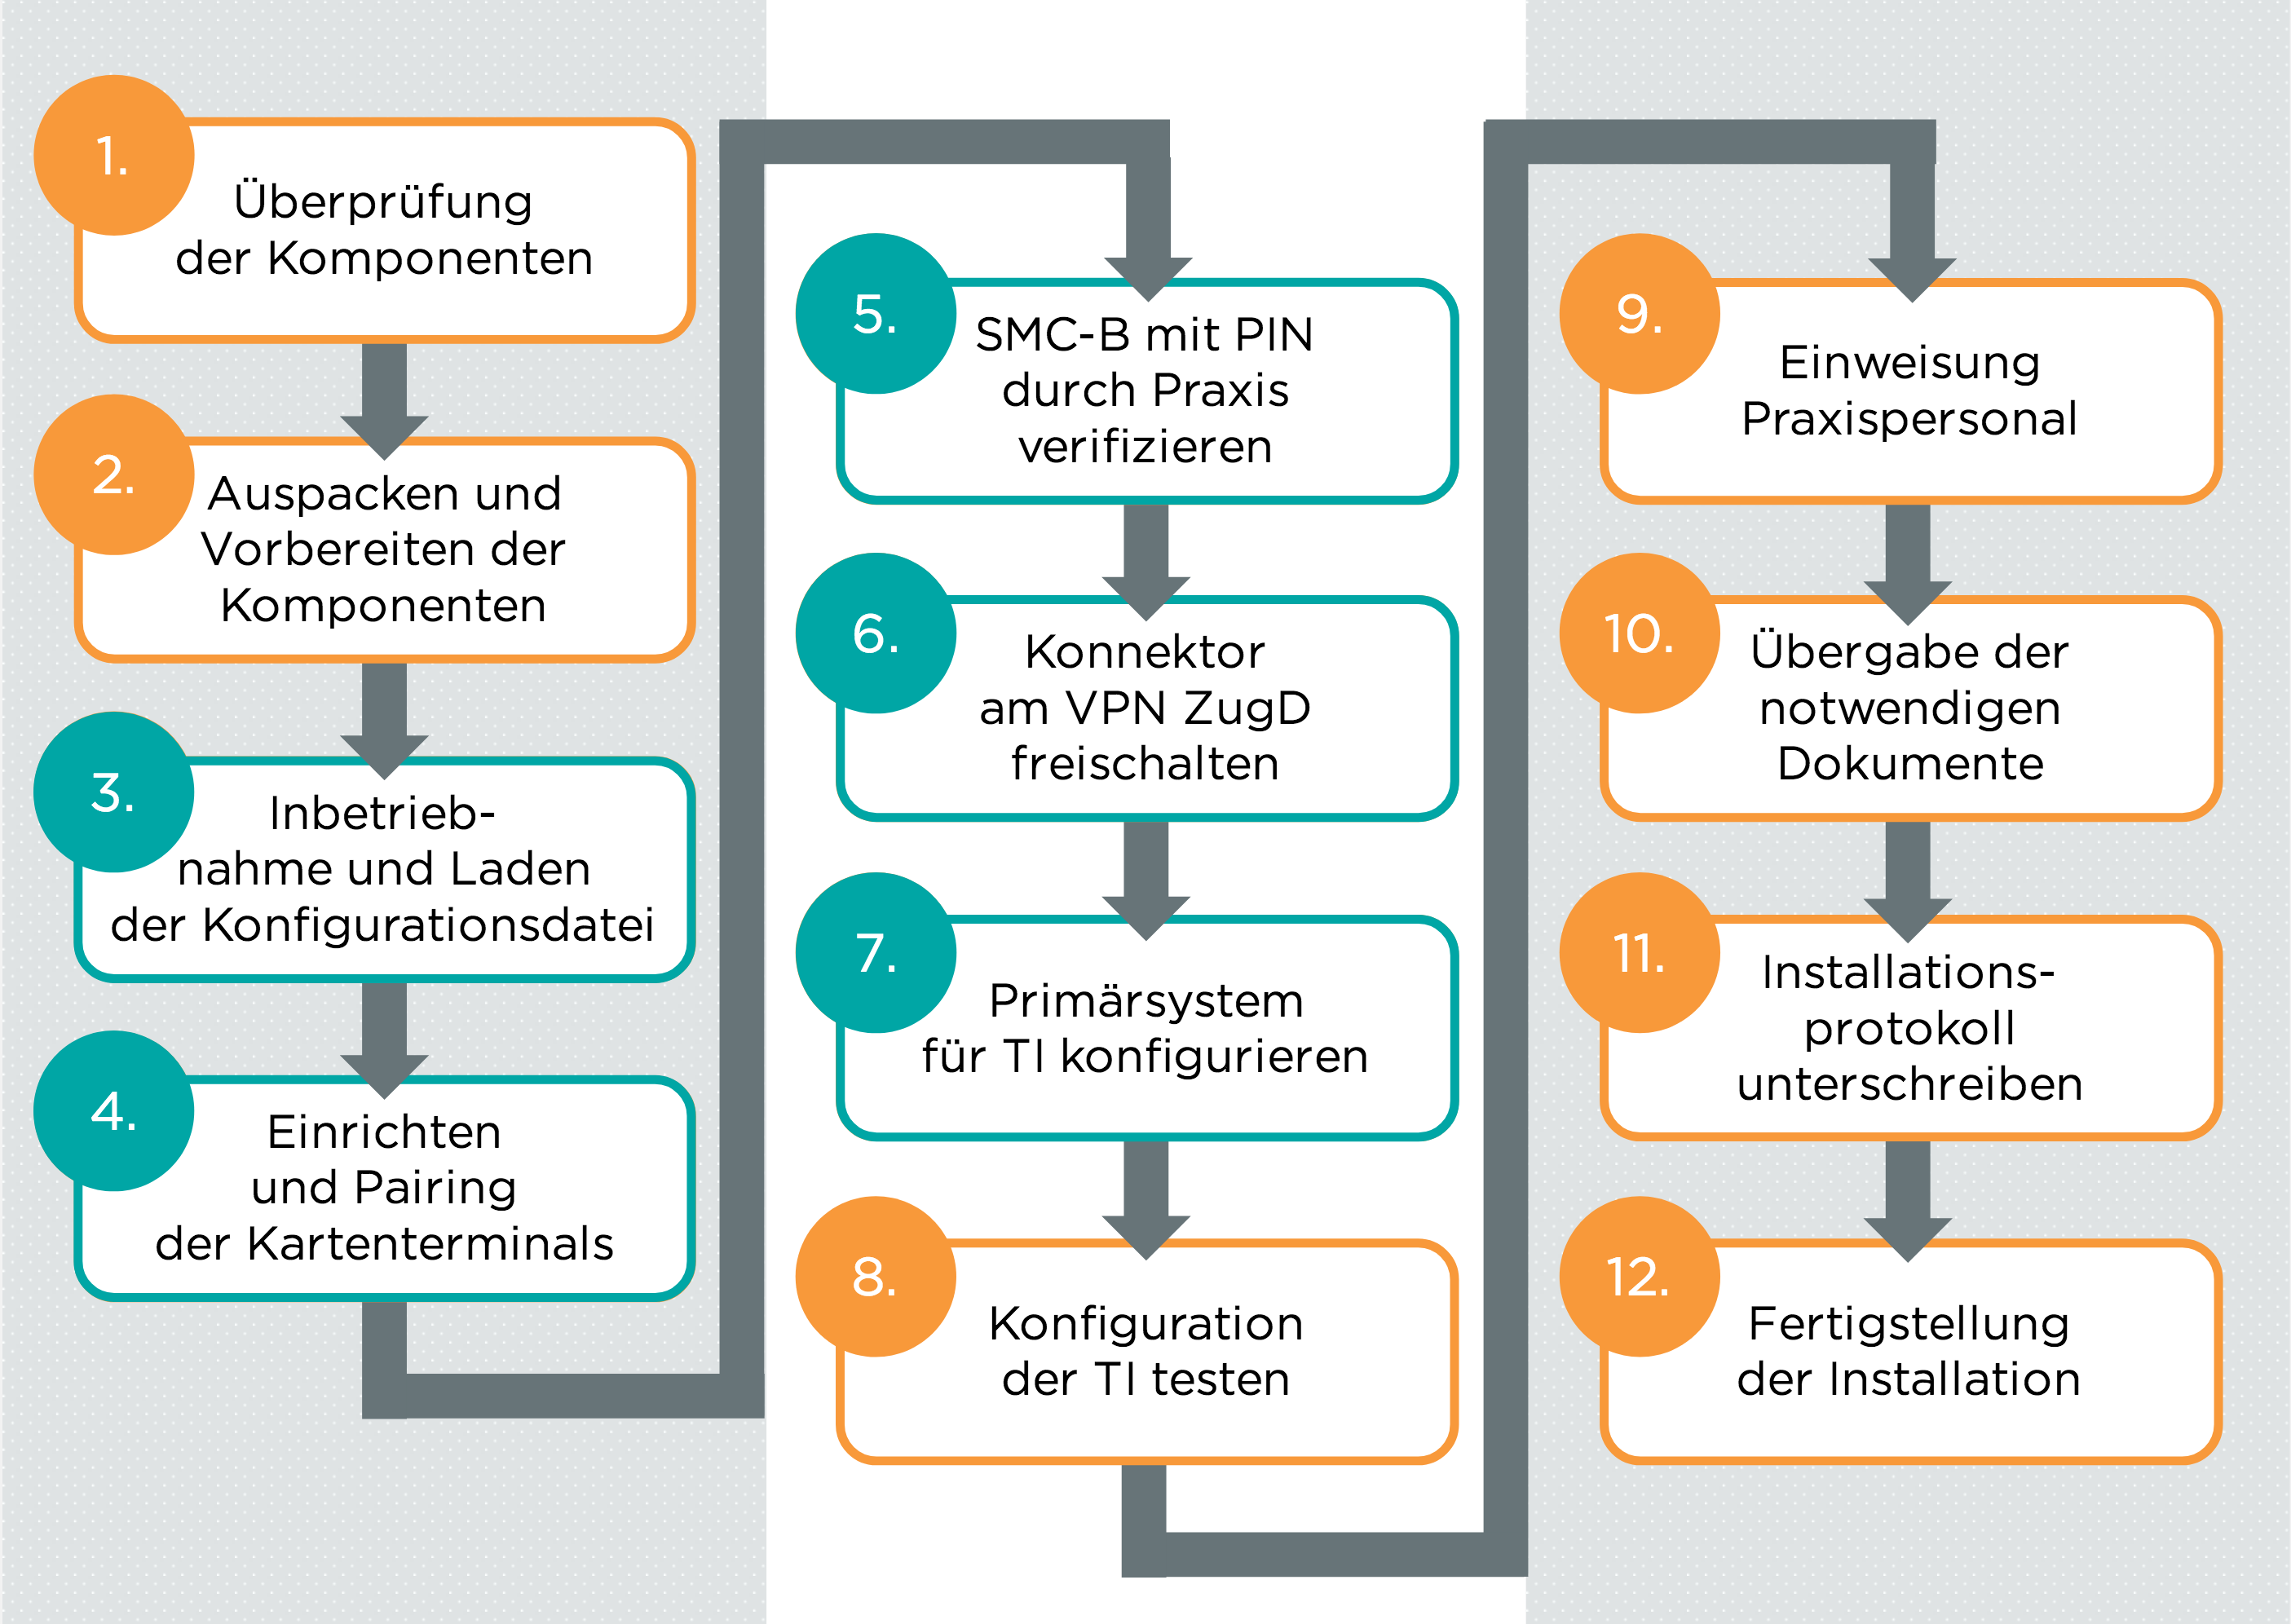 1.
Überprüfung
der Komponenten
2.
Auspacken und
Vorbereiten der
Komponenten
3.
Inbetrieb-
nahme und Laden
der Konfigurationsdatei
4.
Einrichten
und Pairing
der Kartenterminals
5.
SMC-B mit PIN
durch Praxis
verifizieren
6.
Konnektor
am VPN ZugD
freischalten
7.
Primärsystem
für TI konfigurieren
8.
Konfiguration
der TI testen
9.
Einweisung
Praxispersonal
10.
Übergabe der
notwendigen
Dokumente
11.
Installations-
protokoll
unterschreiben
12.
Fertigstellung
der Installation